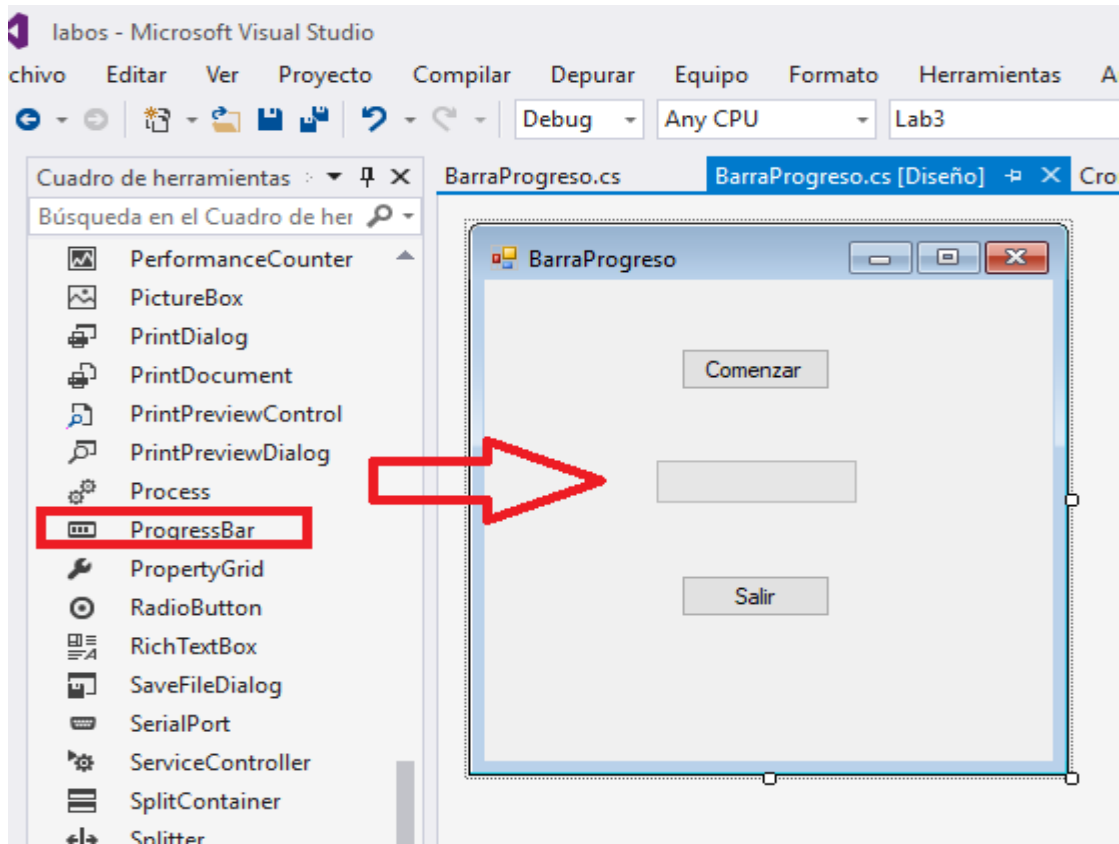 labos - Microsoft Visual Studio
chivo Editar Ver Proyecto Compilar Depurar Equipo Formato Herramientas A
Debug Any CPU Lab3
Cuadro de herramientas
Búsqueda en el Cuadro de her
PerformanceCounter
PictureBox
PrintDialog
PrintDocument
PrintPreviewControl
PrintPreviewDialog
Process
ProgressBar
PropertyGrid
RadioButton
RichTextBox
SaveFileDialog
SerialPort
ServiceController
SplitContainer
Splitter
BarraProgreso.cs BarraProgreso.cs [Diseño] Cro
BarraProgreso
Comenzar
Salir